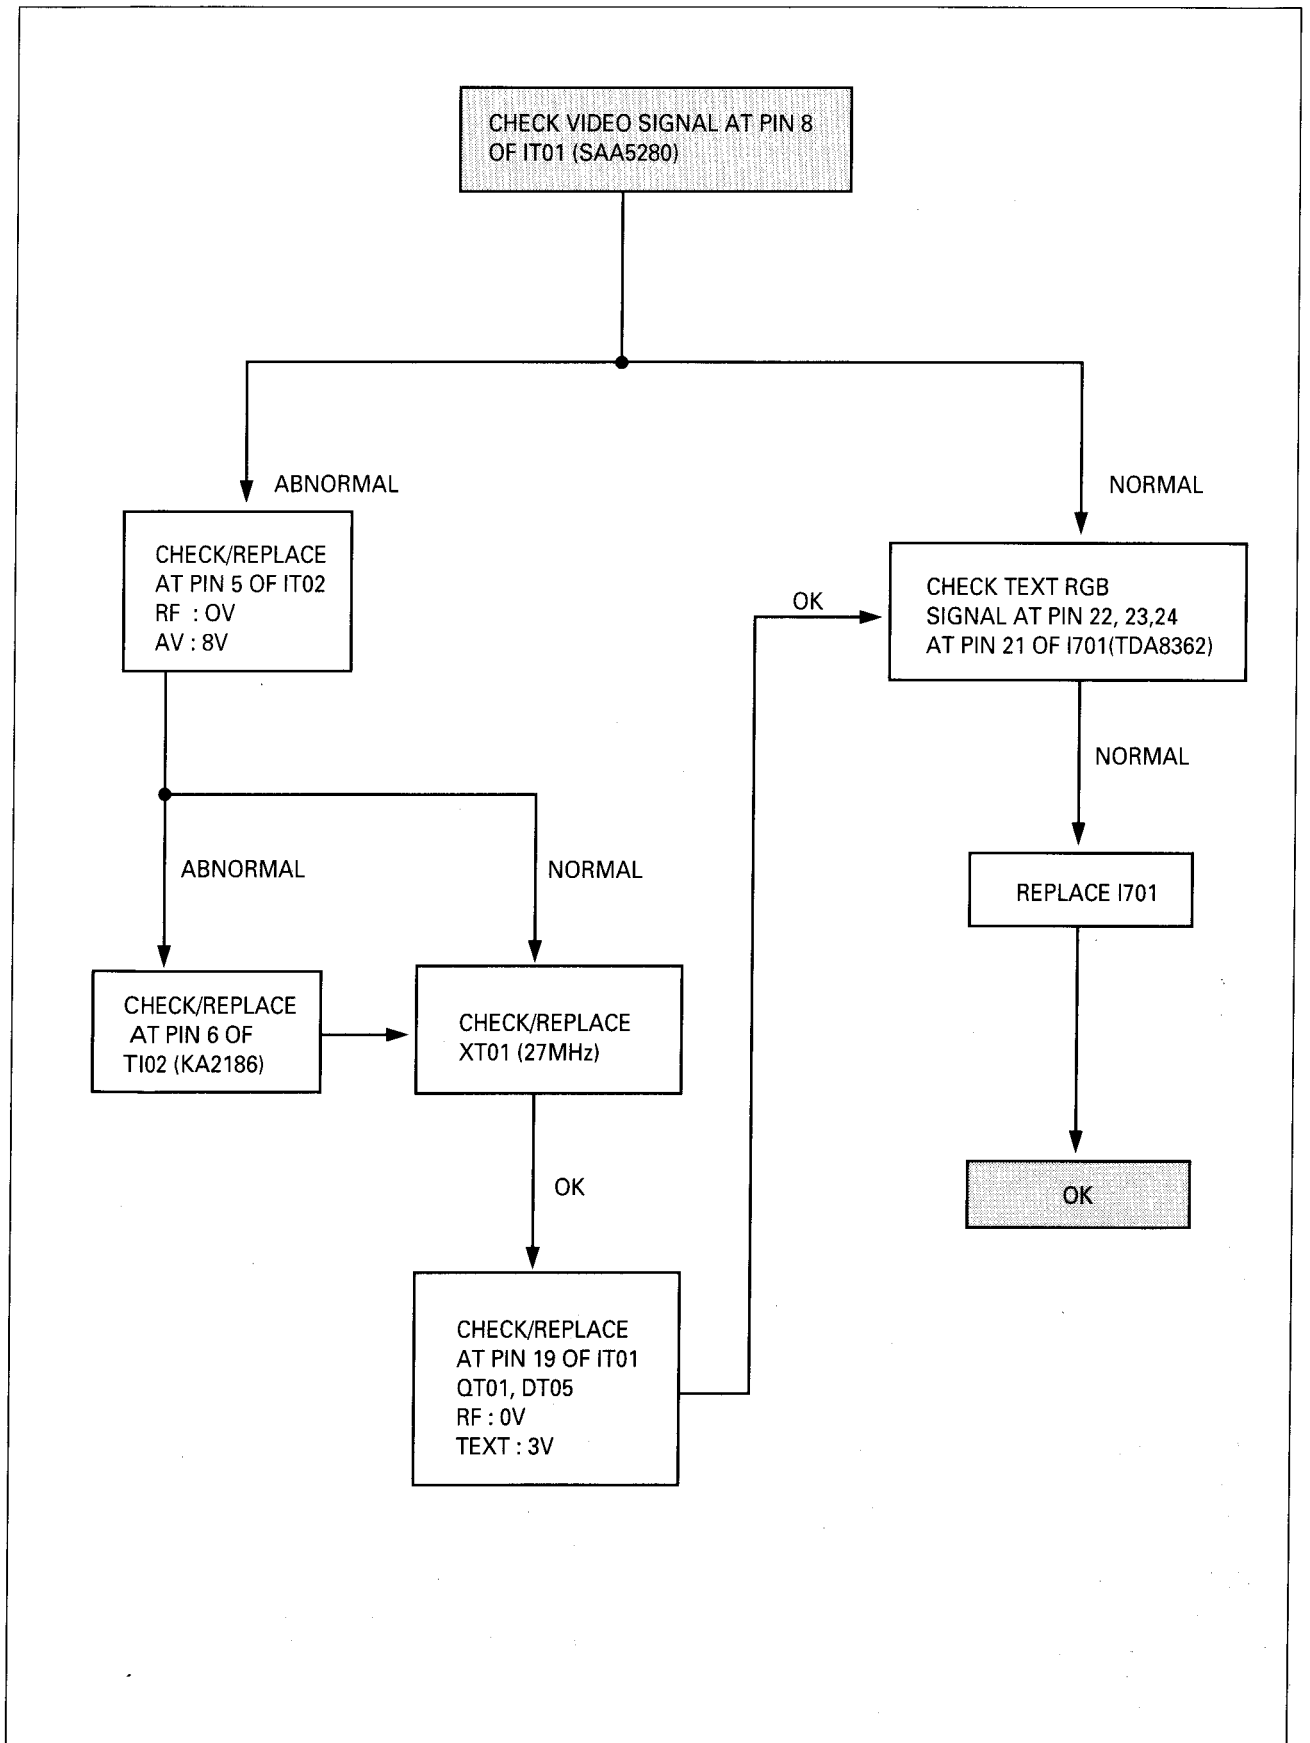 CHECK VIDEO SIGNAL AT PIN 8
OF IT01 (SAA5280)
ABNORMAL
NORMAL
CHECK/REPLACE
AT PIN 5 OF IT02
RF : OV
AV : 8V
OK
CHECK TEXT RGB
SIGNAL AT PIN 22, 23,24
AT PIN 21 OF I701(TDA8362)
NORMAL
ABNORMAL
NORMAL
REPLACE I701
CHECK/REPLACE
AT PIN 6 OF
TI02 (KA2186)
CHECK/REPLACE
XT01 (27MHz)
OK
OK
CHECK/REPLACE
AT PIN 19 OF IT01
QT01, DT05
RF : 0V
TEXT : 3V